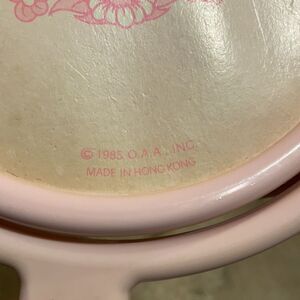 © 1985 O.A.A., INC.
MADE IN HONG KONG